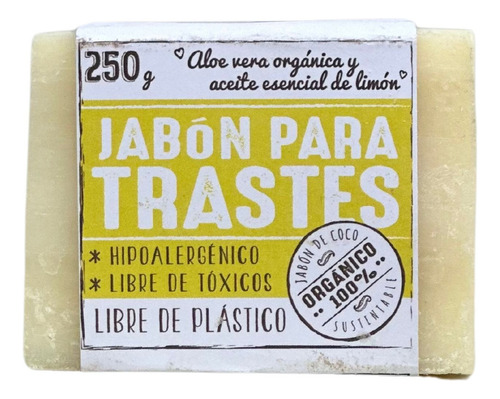 250g
Aloe vera orgánica y
aceite esencial de limón
JABÓN PARA
TRASTES
* HIPOALERGÉNICO
* LIBRE DE TÓXICOS
LIBRE DE PLÁSTICO
JABÓN DE COCO
ORGÁNICO
100%
SUSTENTABLE